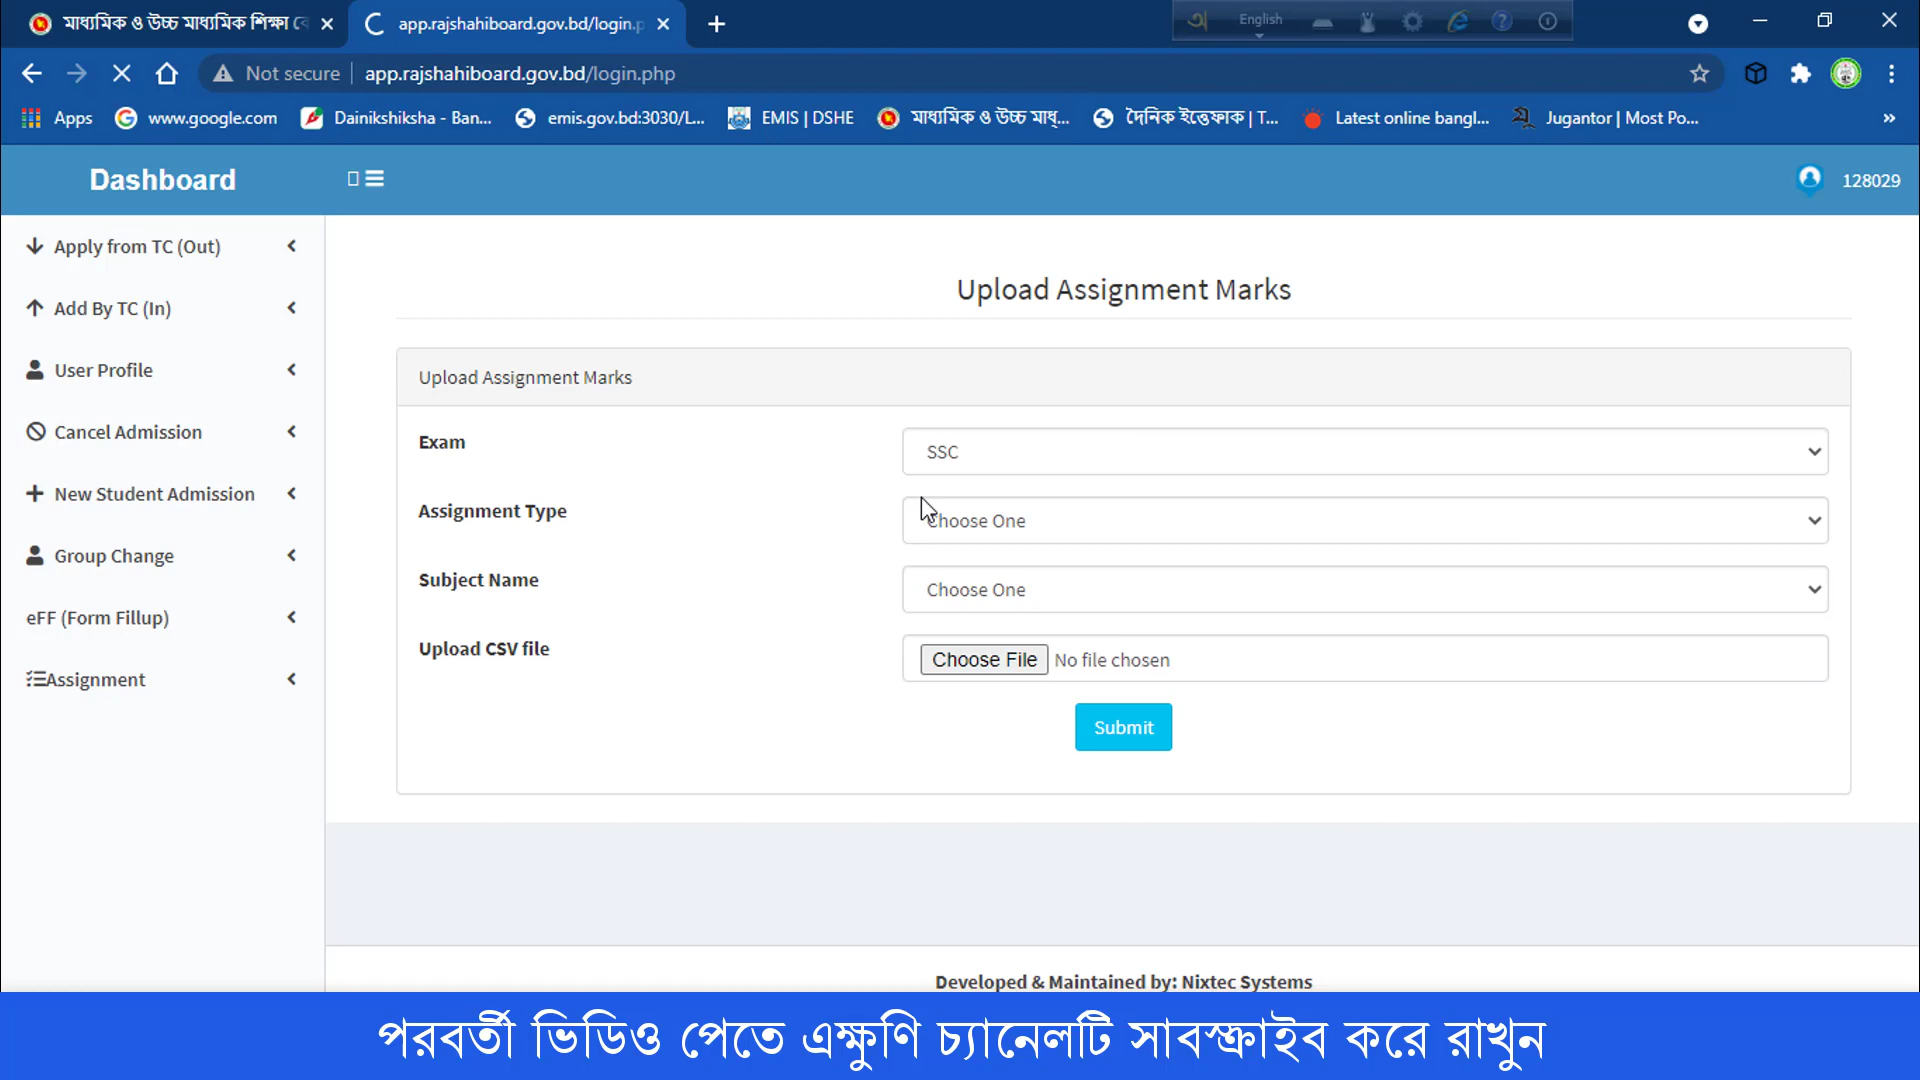 মাধ্যমিক ও উচ্চ মাধ্যমিক শিক্ষা বে
app.rajshahiboard.gov.bd/login.p
English
Not secure
app.rajshahiboard.gov.bd/login.php
Apps
www.google.com
Dainikshiksha - Ban...
emis.gov.bd:3030/L...
EMIS | DSHE
মাধ্যমিক ও উচ্চ মাধ্...
দৈনিক ইত্তেফাক | T...
Latest online bangl...
Jugantor | Most Po...
»
Dashboard
128029
Apply from TC (Out)
Add By TC (In)
User Profile
Cancel Admission
New Student Admission
Group Change
eFF (Form Fillup)
Assignment
Upload Assignment Marks
Upload Assignment Marks
Exam
SSC
Assignment Type
Choose One
Subject Name
Choose One
Upload CSV file
Choose File No file chosen
Submit
Developed & Maintained by: Nixtec Systems
পরবর্তী ভিডিও পেতে এক্ষুণি চ্যানেলটি সাবস্ক্রাইব করে রাখুন